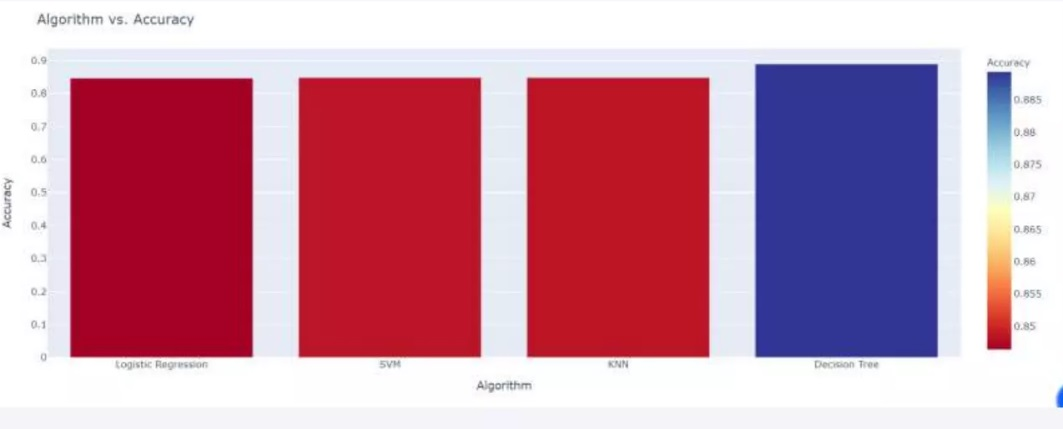 Algorithm vs. Accuracy
Accuracy
0.9
0.8
0.7
0.6
0.5
0.4
0.3
0.2
0.1
0
Logistic Regression
SVM
KNN
Decision Tree
Algorithm
Accuracy
0.885
0.88
0.875
0.87
0.865
0.86
0.855
0.85